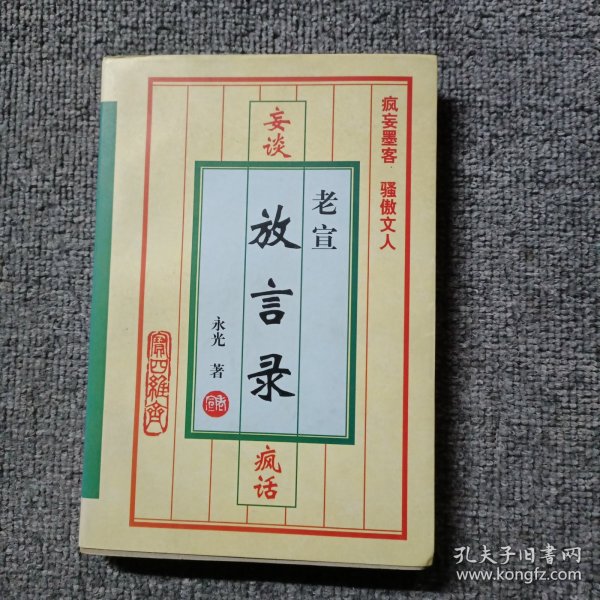 疯妄墨客 骚傲文人
妄谈
老宣
放言录
永光 著
疯话
孔夫子旧书网
www.kongfz.com